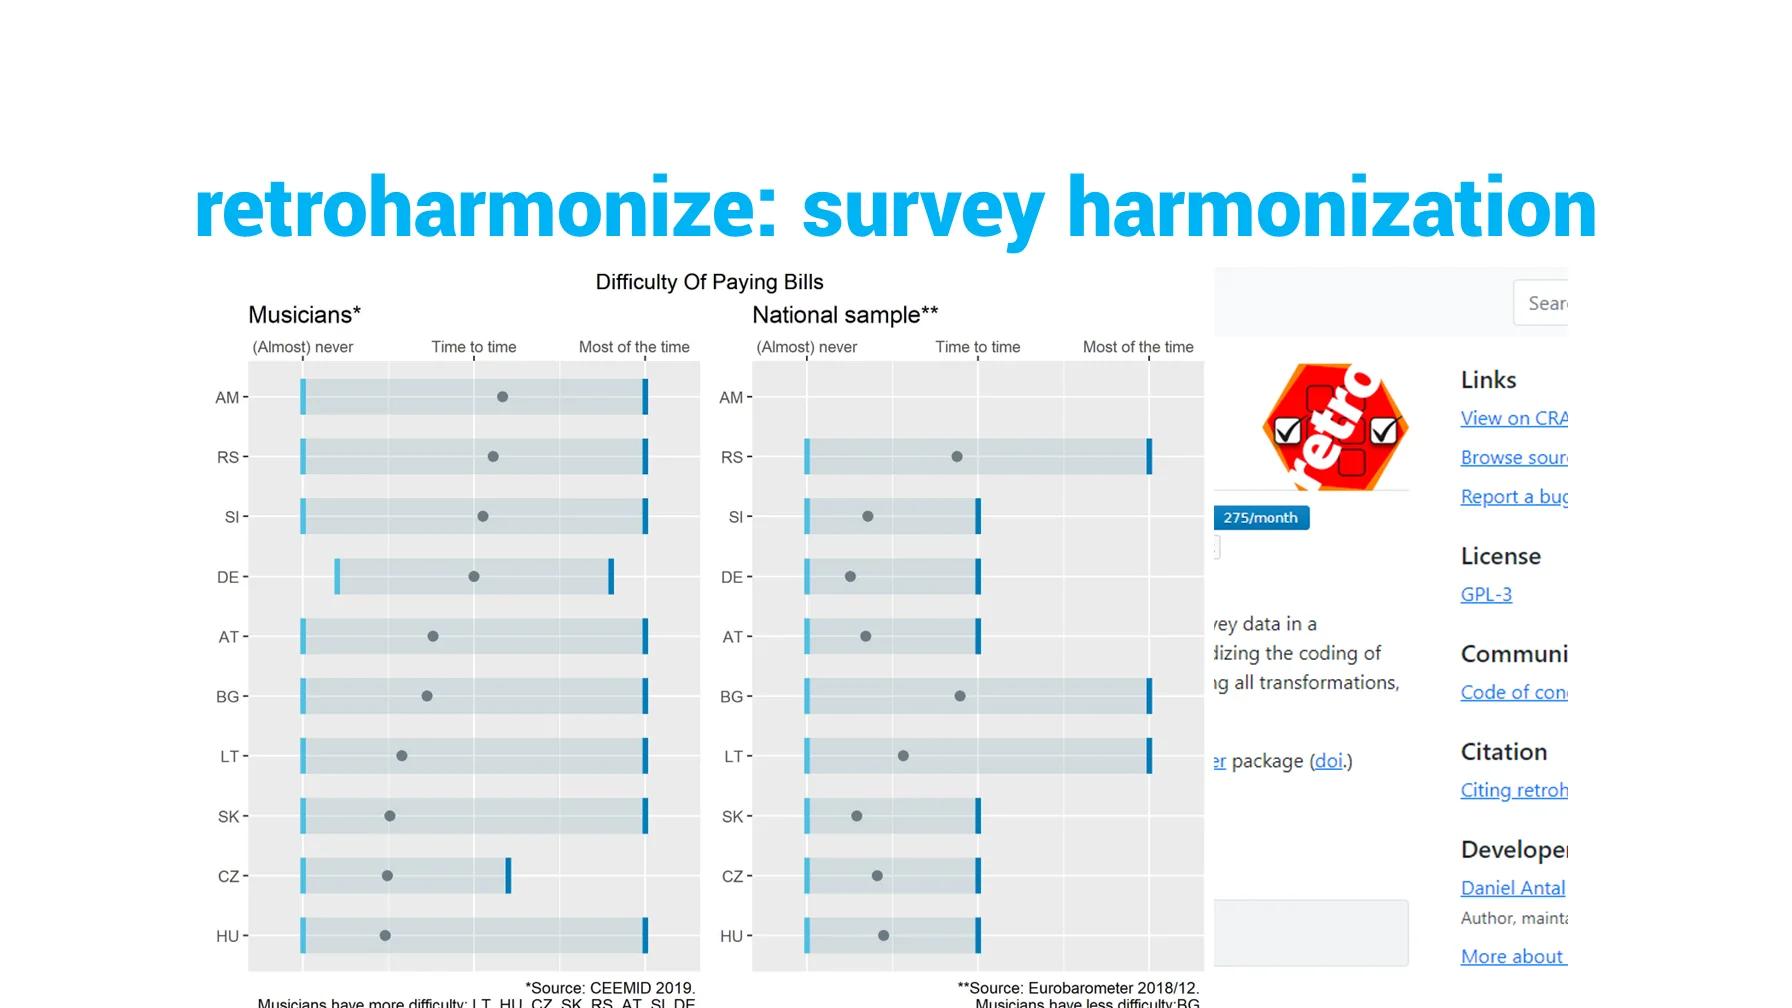 retroharmonize: survey harmonization
Difficulty Of Paying Bills
Musicians*
(Almost) never Time to time Most of the time
AM
RS
SI
DE
AT
BG
LT
SK
CZ
HU
*Source: CEEMID 2019.
Musicians have more difficulty: LT, HU, CZ, SK, RS, AT, SI, DE
National sample**
(Almost) never Time to time Most of the time
AM
RS
SI
DE
AT
BG
LT
SK
CZ
HU
**Source: Eurobarometer 2018/12.
Musicians have less difficulty:BG
retro
275/month
vey data in a
dizing the coding of
ng all transformations,
er package (doi.)
Sear
Links
View on CRA
Browse sour
Report a bug
License
GPL-3
Communi
Code of con
Citation
Citing retroh
Developer
Daniel Antal
Author, mainta
More about